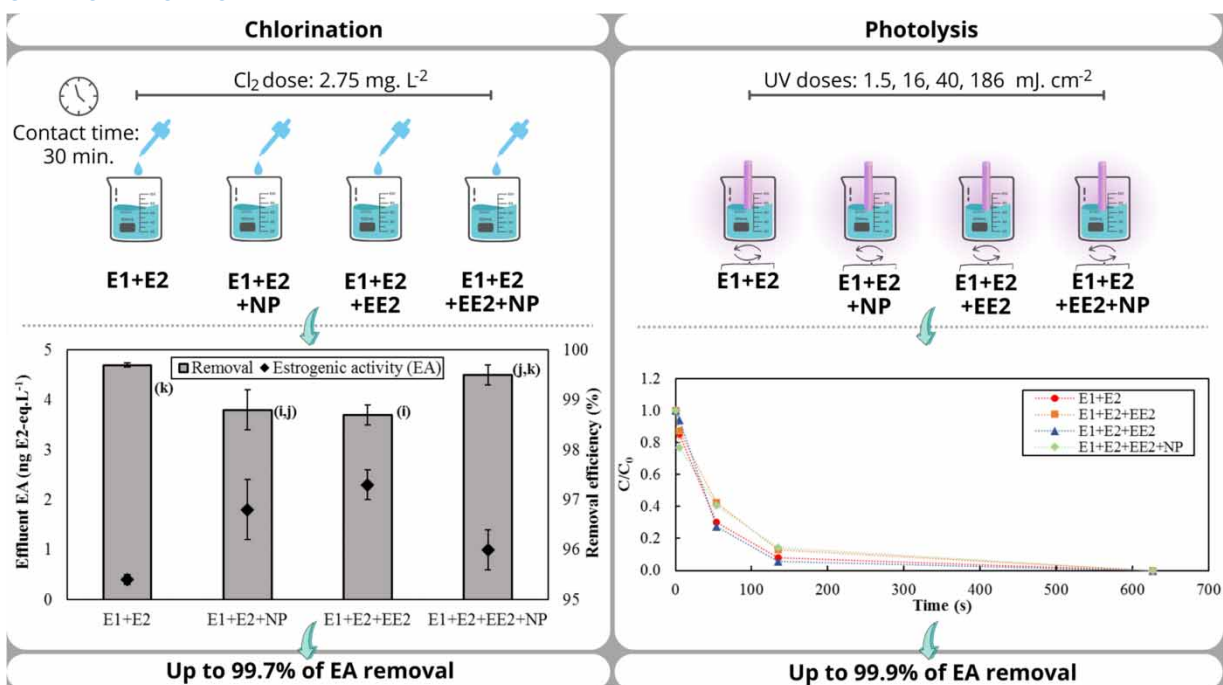 Chlorination
Cl2 dose: 2.75 mg. L-2
Contact time:
30 min.
E1+E2
E1+E2
+NP
E1+E2
+EE2
E1+E2
+EE2+NP
Removal
Estrogenic activity (EA)
Effluent EA (ng E2-eq.L-1)
5
4
3
2
1
0
(k)
(i,j)
(i)
(j,k)
100
99
98
97
96
95
Removal efficiency (%)
E1+E2
E1+E2+NP
E1+E2+EE2
E1+E2+EE2+NP
Up to 99.7% of EA removal
Photolysis
UV doses: 1.5, 16, 40, 186 mJ. cm-2
E1+E2
E1+E2
+NP
E1+E2
+EE2
E1+E2
+EE2+NP
C/C0
1.2
1.0
0.8
0.6
0.4
0.2
0.0
E1+E2
E1+E2+EE2
E1+E2+EE2
E1+E2+EE2+NP
0
100
200
300
400
500
600
700
Time (s)
Up to 99.9% of EA removal